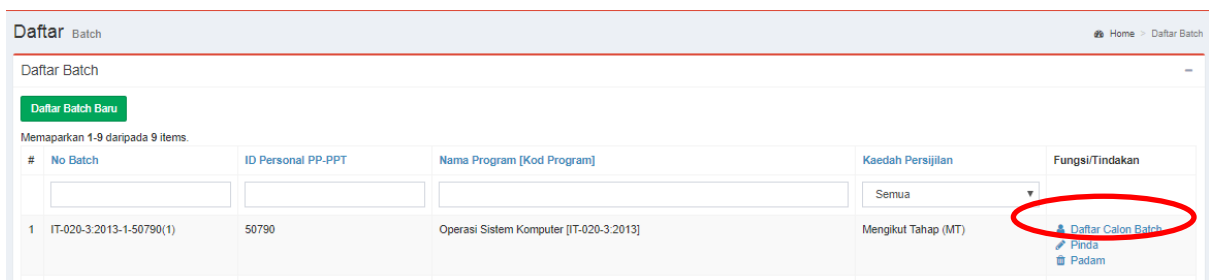 Daftar Batch
Home > Daftar Batch
Daftar Batch
Daftar Batch Baru
Memaparkan 1-9 daripada 9 items.
# No Batch ID Personal PP-PPT Nama Program [Kod Program] Kaedah Persijilan Fungsi/Tindakan
Semua
1 IT-020-3:2013-1-50790(1) 50790 Operasi Sistem Komputer [IT-020-3:2013] Mengikut Tahap (MT) Daftar Calon Batch
Pinda
Padam